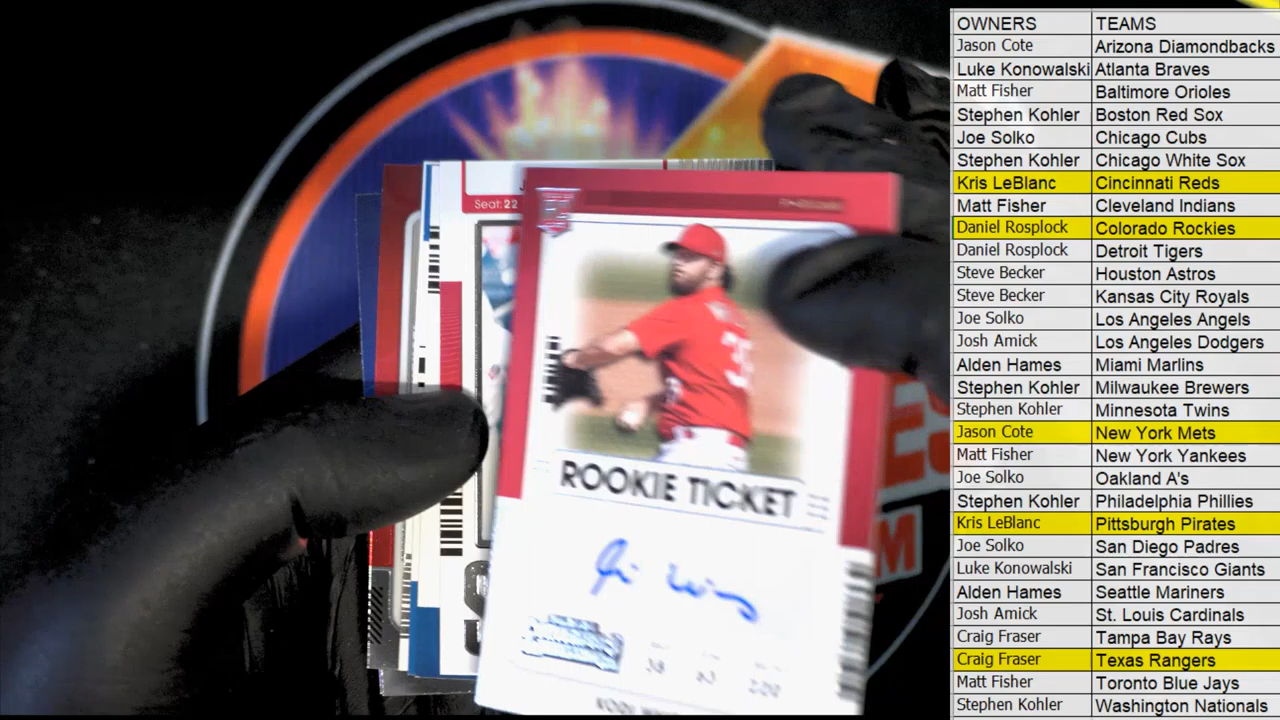 OWNERS TEAMS
Jason Cote Arizona Diamondbacks
Luke Konowalski Atlanta Braves
Matt Fisher Baltimore Orioles
Stephen Kohler Boston Red Sox
Joe Solko Chicago Cubs
Stephen Kohler Chicago White Sox
Kris LeBlanc Cincinnati Reds
Matt Fisher Cleveland Indians
Daniel Rosplock Colorado Rockies
Daniel Rosplock Detroit Tigers
Steve Becker Houston Astros
Steve Becker Kansas City Royals
Joe Solko Los Angeles Angels
Josh Amick Los Angeles Dodgers
Alden Hames Miami Marlins
Stephen Kohler Milwaukee Brewers
Stephen Kohler Minnesota Twins
Jason Cote New York Mets
Matt Fisher New York Yankees
Joe Solko Oakland A's
Stephen Kohler Philadelphia Phillies
Kris LeBlanc Pittsburgh Pirates
Joe Solko San Diego Padres
Luke Konowalski San Francisco Giants
Alden Hames Seattle Mariners
Josh Amick St. Louis Cardinals
Craig Fraser Tampa Bay Rays
Craig Fraser Texas Rangers
Matt Fisher Toronto Blue Jays
Stephen Kohler Washington Nationals
Seat: 22
ROOKIE TICKET